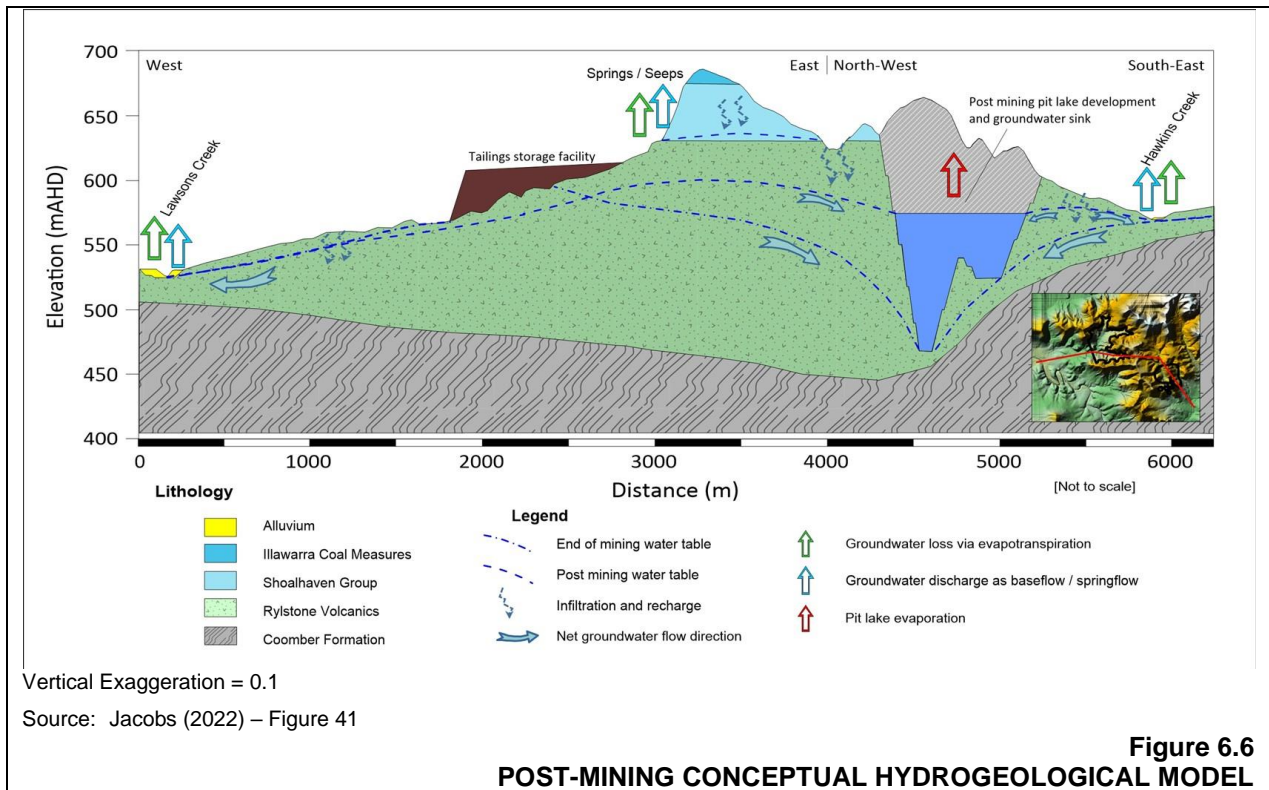 700
650
600
550
500
450
400
Elevation (mAHD)
West
East
North-West
South-East
Springs / Seeps
Post mining pit lake development
and groundwater sink
Lawsons Creek
Tailings storage facility
Hawkins Creek
0
1000
2000
3000
4000
5000
6000
Distance (m)
[Not to scale]
Lithology
Alluvium
Illawarra Coal Measures
Shoalhaven Group
Rylstone Volcanics
Coomber Formation
Legend
End of mining water table
Post mining water table
Infiltration and recharge
Net groundwater flow direction
Groundwater loss via evapotranspiration
Groundwater discharge as baseflow / springflow
Pit lake evaporation
Vertical Exaggeration = 0.1
Source: Jacobs (2022) – Figure 41
Figure 6.6
POST-MINING CONCEPTUAL HYDROGEOLOGICAL MODEL